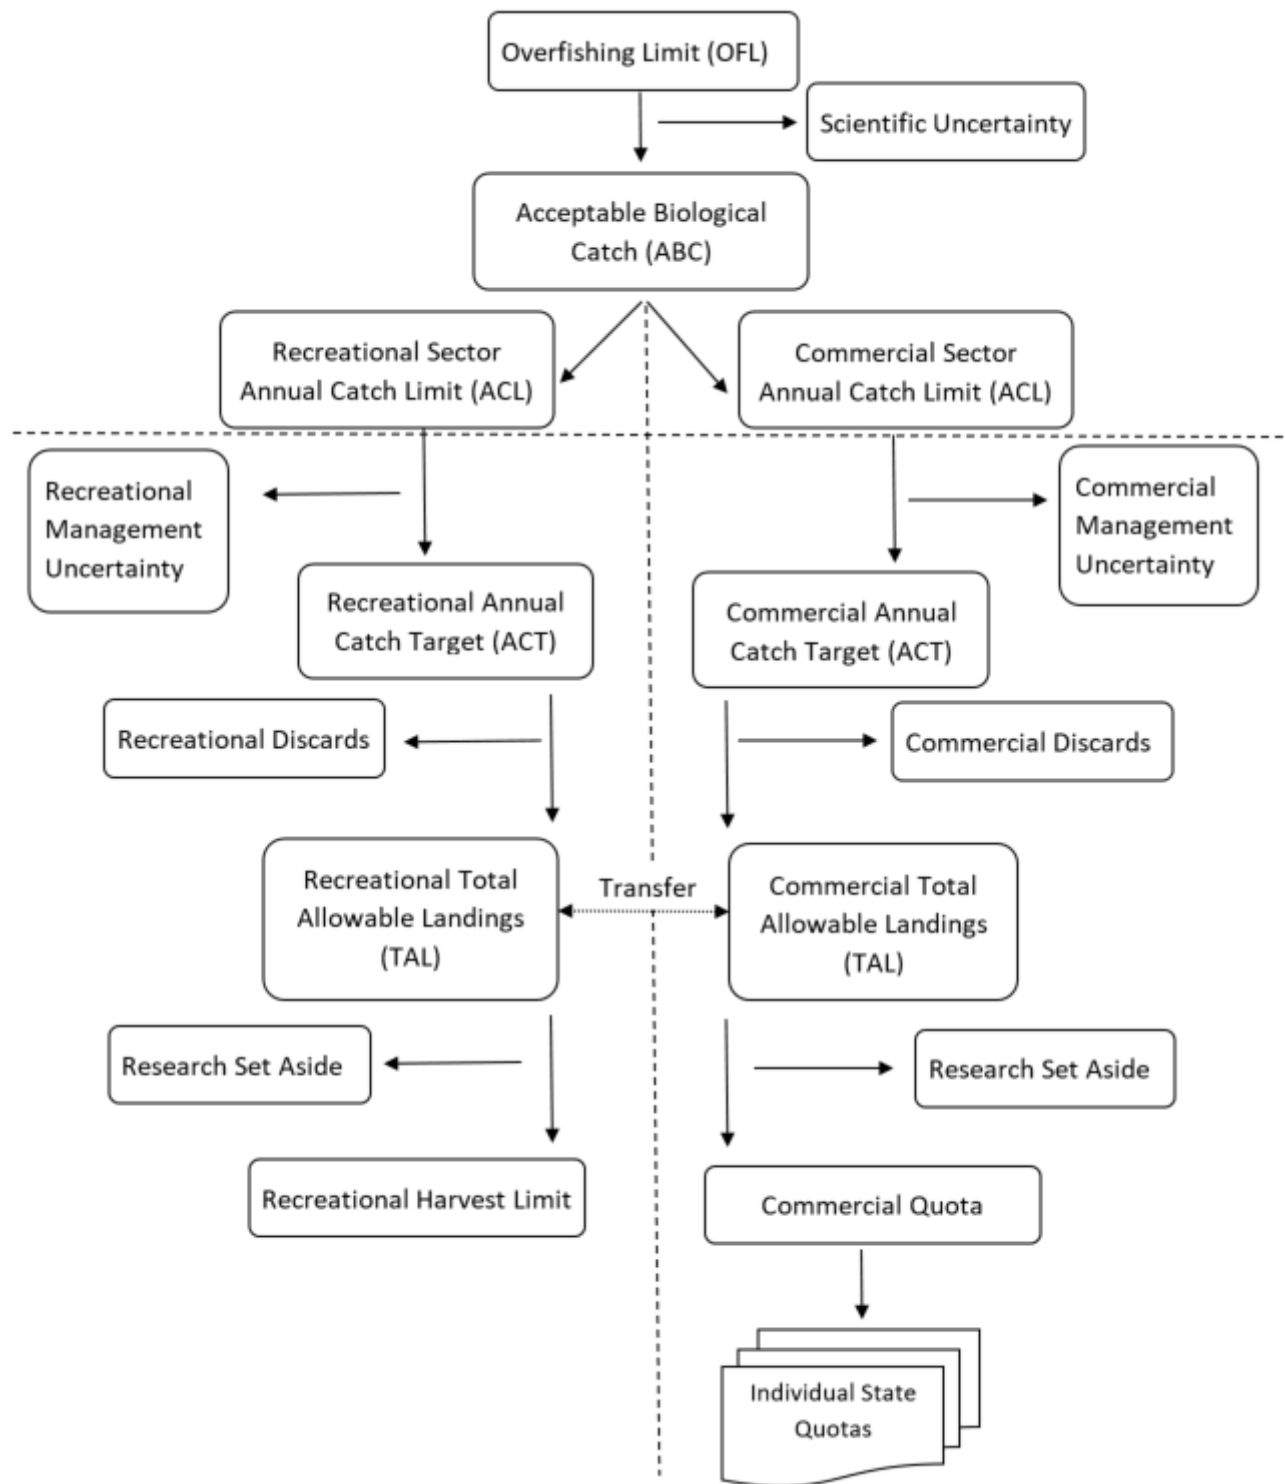 Overfishing Limit (OFL)
Scientific Uncertainty
Acceptable Biological
Catch (ABC)
Recreational Sector
Annual Catch Limit (ACL)
Commercial Sector
Annual Catch Limit (ACL)
Recreational
Management
Uncertainty
Commercial
Management
Uncertainty
Recreational Annual
Catch Target (ACT)
Commercial Annual
Catch Target (ACT)
Recreational Discards
Commercial Discards
Recreational Total
Allowable Landings
(TAL)
Transfer
Commercial Total
Allowable Landings
(TAL)
Research Set Aside
Research Set Aside
Recreational Harvest Limit
Commercial Quota
Individual State
Quotas